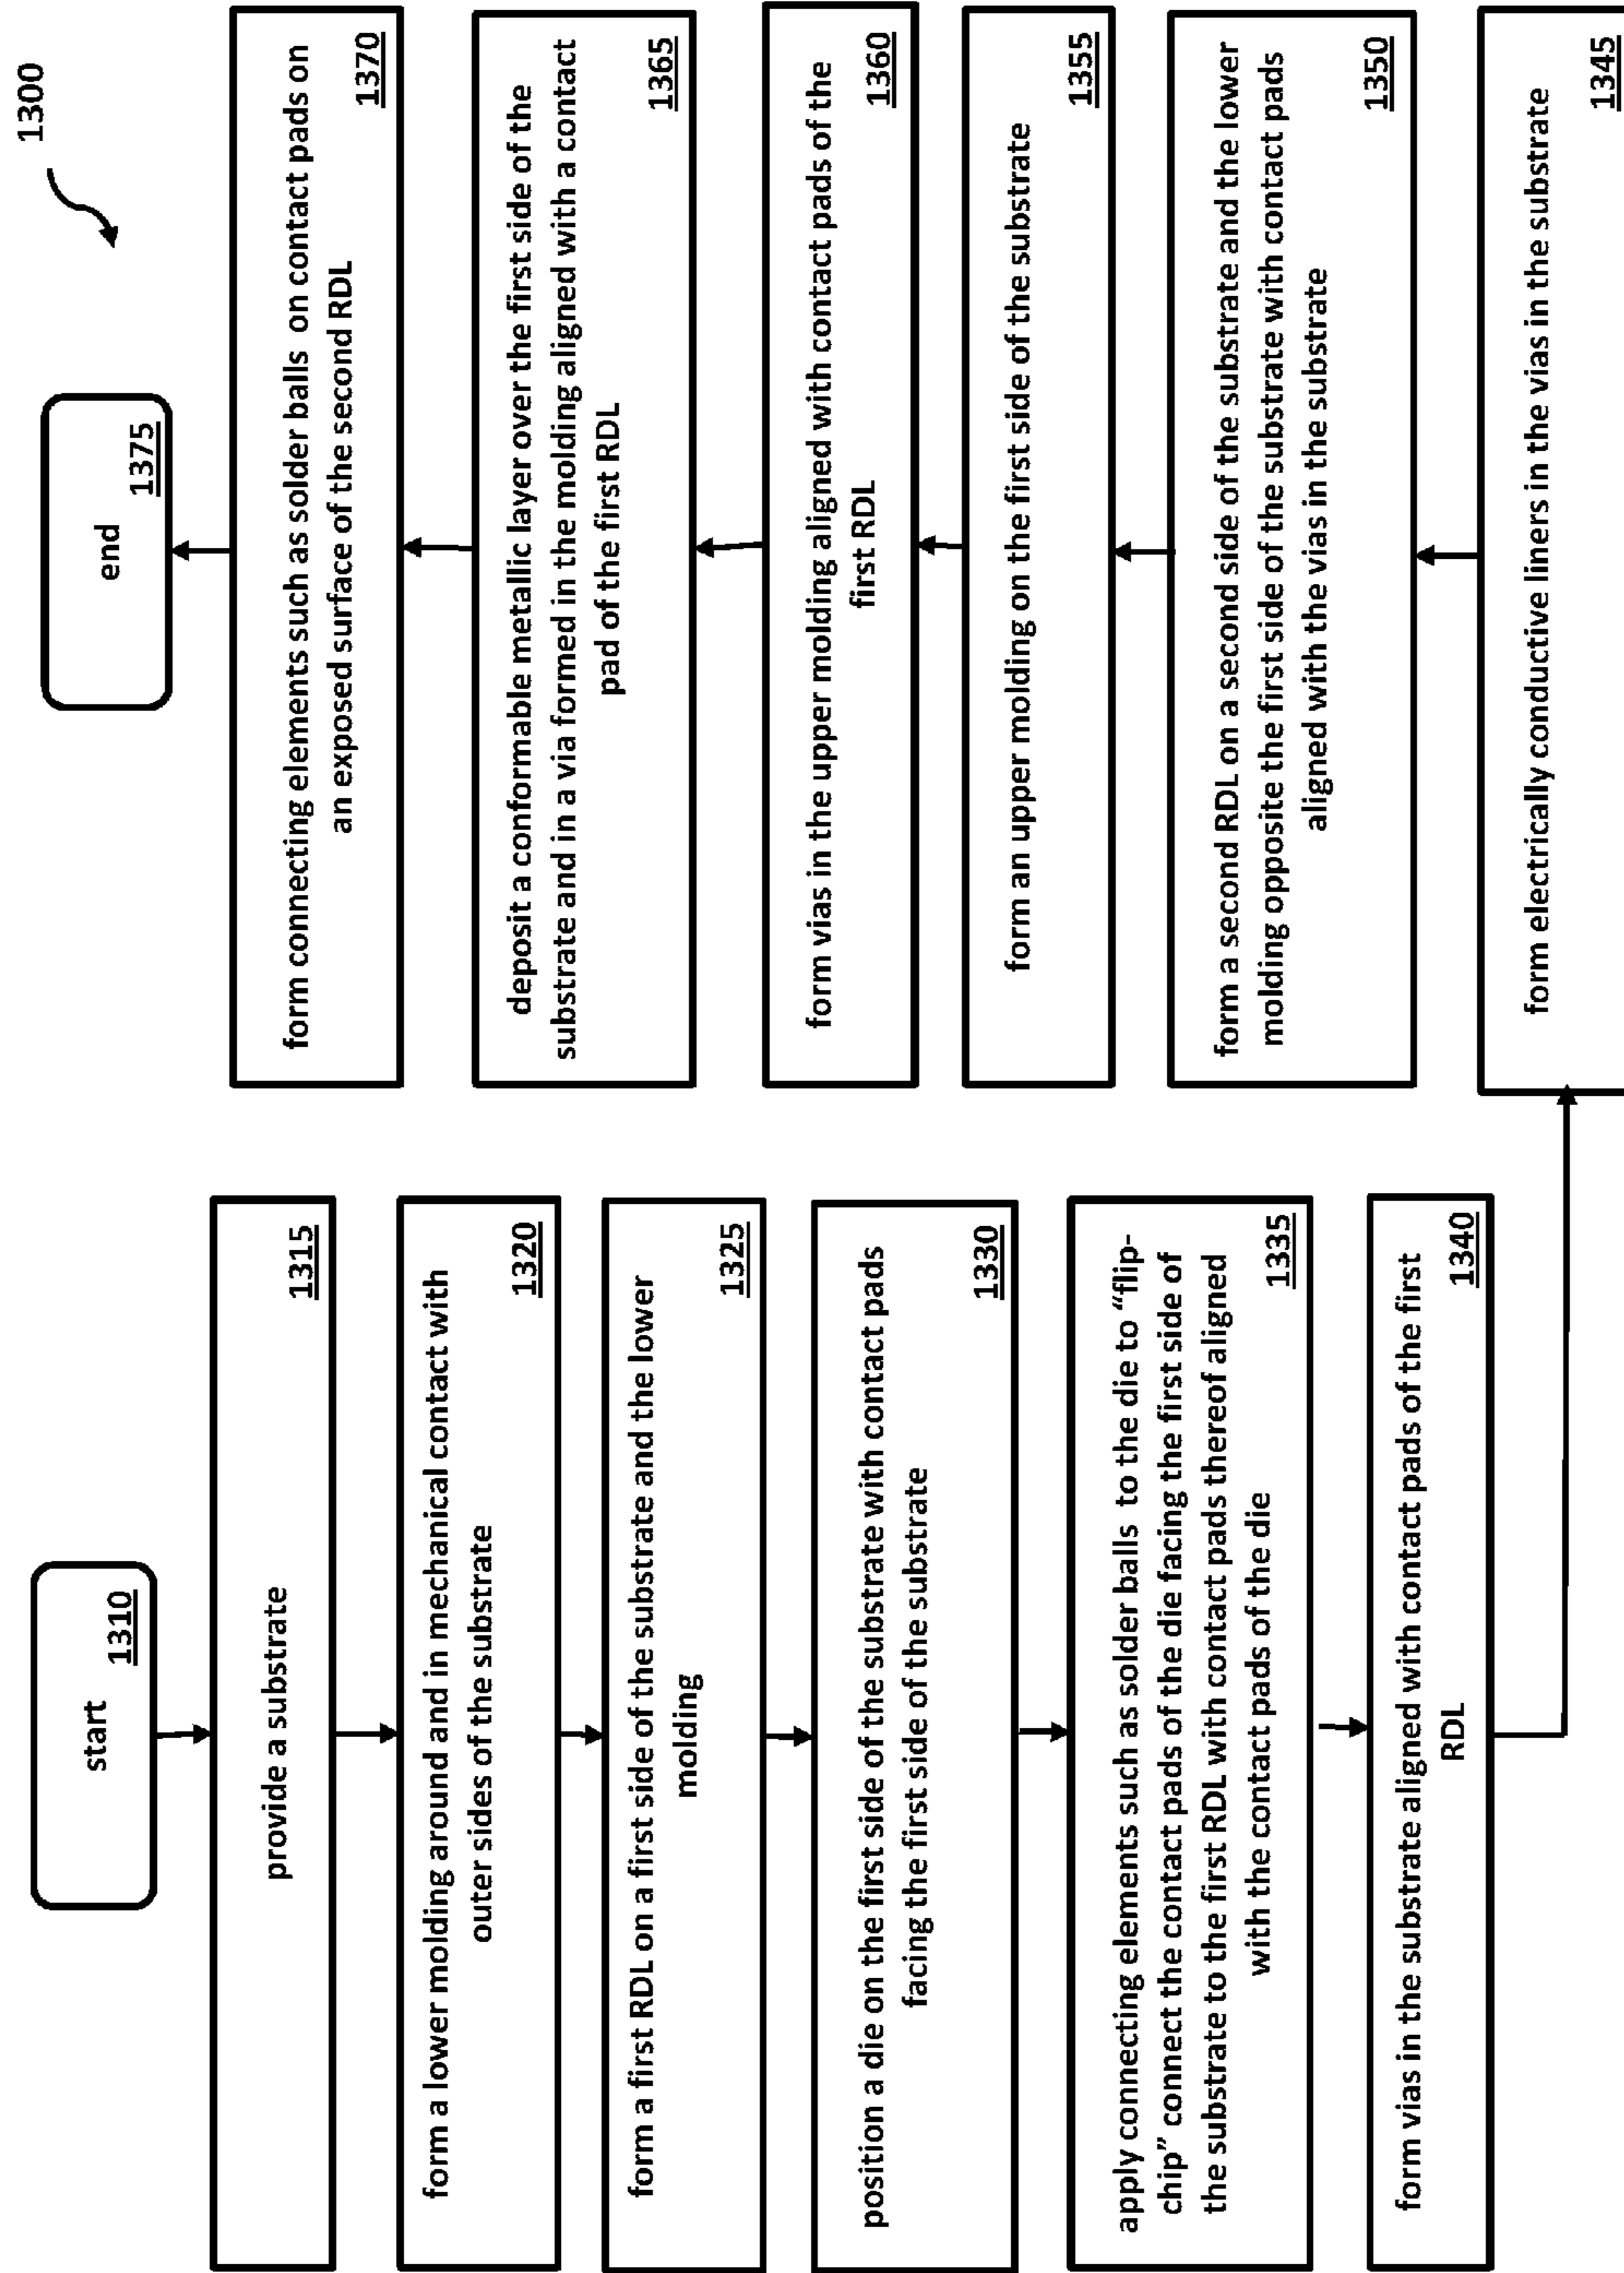 1300
start
1310
provide a substrate
1315
form a lower molding around and in mechanical contact with
outer sides of the substrate
1320
form a first RDL on a first side of the substrate and the lower
molding
1325
position a die on the first side of the substrate with contact pads
facing the first side of the substrate
1330
apply connecting elements such as solder balls to the die to “flip-
chip” connect the contact pads of the die facing the first side of
the substrate to the first RDL with contact pads thereof aligned
with the contact pads of the die
1335
form vias in the substrate aligned with contact pads of the first
RDL
1340
form electrically conductive liners in the vias in the substrate
1345
form a second RDL on a second side of the substrate and the lower
molding opposite the first side of the substrate with contact pads
aligned with the vias in the substrate
1350
form an upper molding on the first side of the substrate
1355
form vias in the upper molding aligned with contact pads of the
first RDL
1360
deposit a conformable metallic layer over the first side of the
substrate and in a via formed in the molding aligned with a contact
pad of the first RDL
1365
form connecting elements such as solder balls on contact pads on
an exposed surface of the second RDL
1370
end
1375